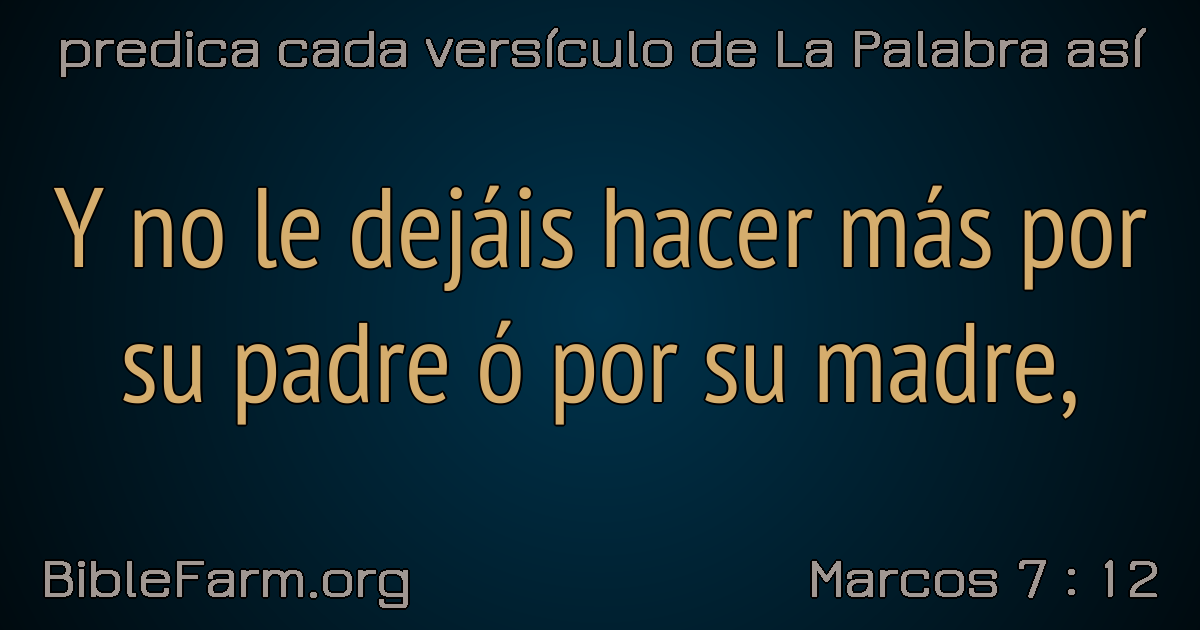 predica cada versículo de La Palabra así
Y no le dejáis hacer más por
su padre ó por su madre,
BibleFarm.org
Marcos 7 : 12